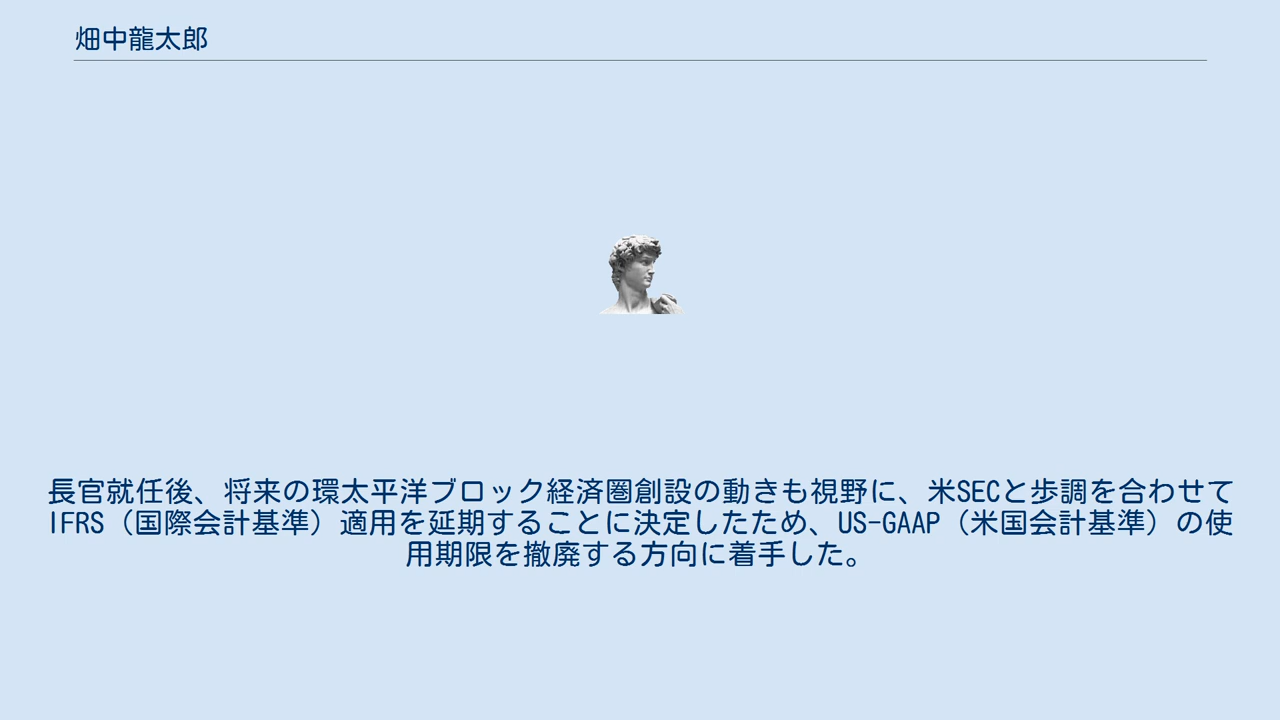 畑中龍太郎
長官就任後、将来の環太平洋ブロック経済圏創設の動きも視野に、米SECと歩調を合わせて
IFRS（国際会計基準）適用を延期することに決定したため、US-GAAP（米国会計基準）の使
用期限を撤廃する方向に着手した。